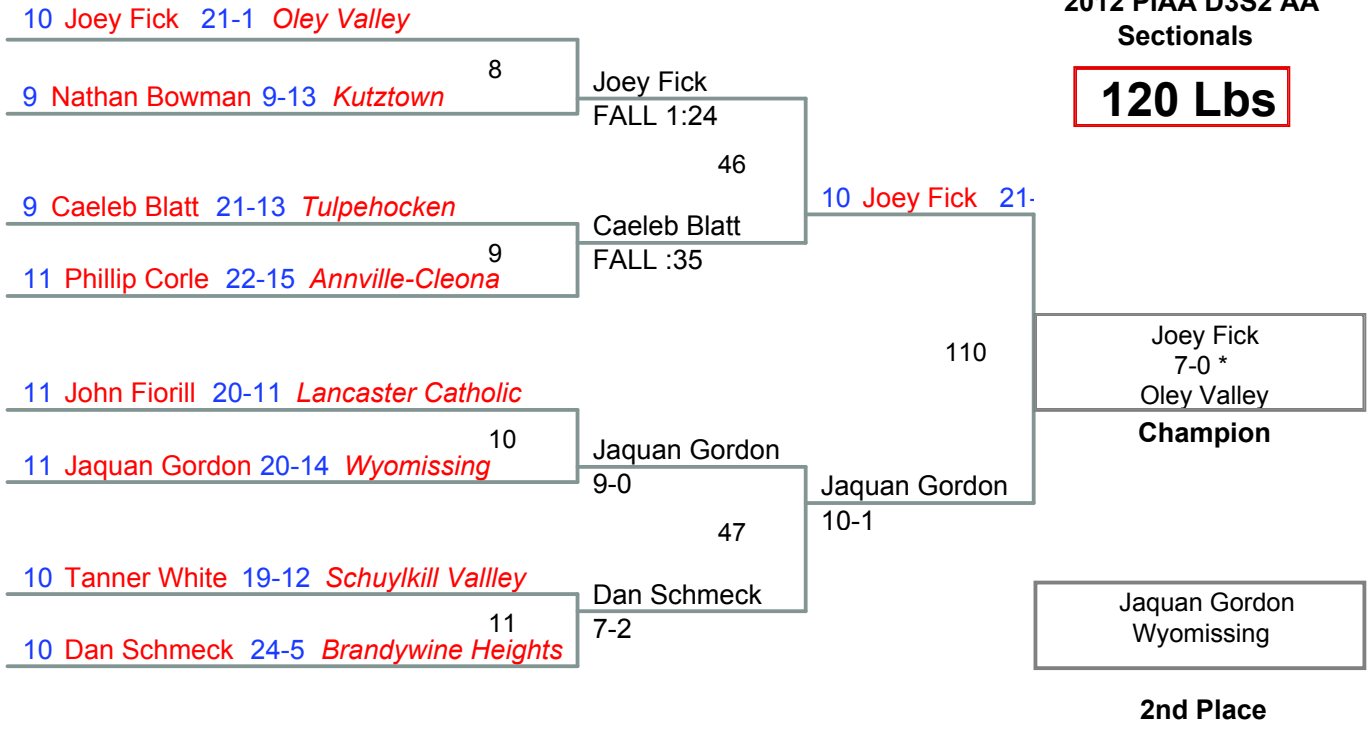 2012 PIAA D3S2 AA
Sectionals
120 Lbs
10 Joey Fick 21-1 Oley Valley
8
9 Nathan Bowman 9-13 Kutztown
Joey Fick
FALL 1:24
46
9 Caeleb Blatt 21-13 Tulpehocken
9
11 Phillip Corle 22-15 Annville-Cleona
Caeleb Blatt
FALL :35
10 Joey Fick 21-
110
11 John Fiorill 20-11 Lancaster Catholic
10
11 Jaquan Gordon 20-14 Wyomissing
Jaquan Gordon
9-0
47
Jaquan Gordon
10-1
10 Tanner White 19-12 Schuylkill Vallley
11
10 Dan Schmeck 24-5 Brandywine Heights
Dan Schmeck
7-2
Joey Fick
7-0 *
Oley Valley
Champion
Jaquan Gordon
Wyomissing
2nd Place